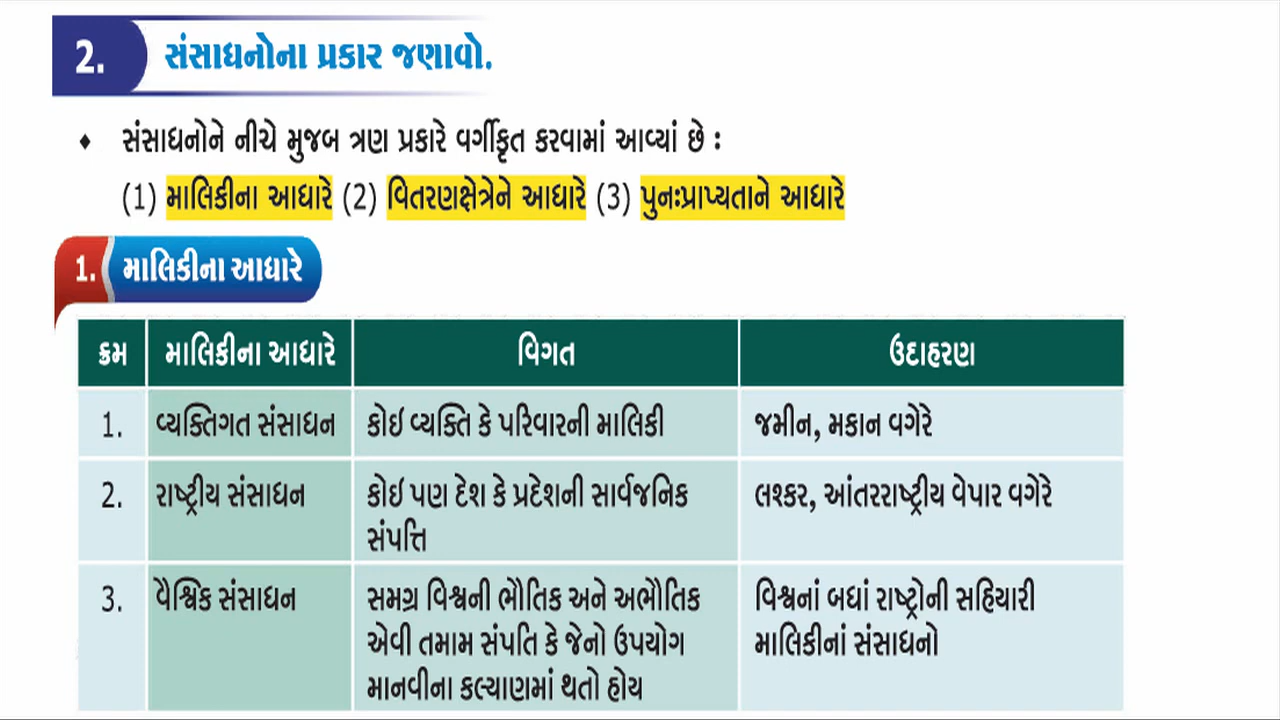 2. સંસાધનોના પ્રકાર જણાવો.
♦ સંસાધનોને નીચે મુજબ ત્રણ પ્રકારે વર્ગીકૃત કરવામાં આવ્યાં છે :
(1) માલિકીના આધારે (2) વિતરણક્ષેત્રેને આધારે (3) પુનઃપ્રાપ્યતાને આધારે
1. માલિકીના આધારે
ક્રમ માલિકીના આધારે વિગત ઉદાહરણ
1. વ્યક્તિગત સંસાધન કોઇ વ્યક્તિ કે પરિવારની માલિકી જમીન, મકાન વગેરે
2. રાષ્ટ્રીય સંસાધન કોઇ પણ દેશ કે પ્રદેશની સાર્વજનિક લશ્કર, આંતરરાષ્ટ્રીય વેપાર વગેરે
સંપત્તિ
3. વૈશ્વિક સંસાધન સમગ્ર વિશ્વની ભૌતિક અને અભૌતિક વિશ્વનાં બધાં રાષ્ટ્રોની સહિયારી
એવી તમામ સંપતિ કે જેનો ઉપયોગ માલિકીનાં સંસાધનો
માનવીના કલ્યાણમાં થતો હોય